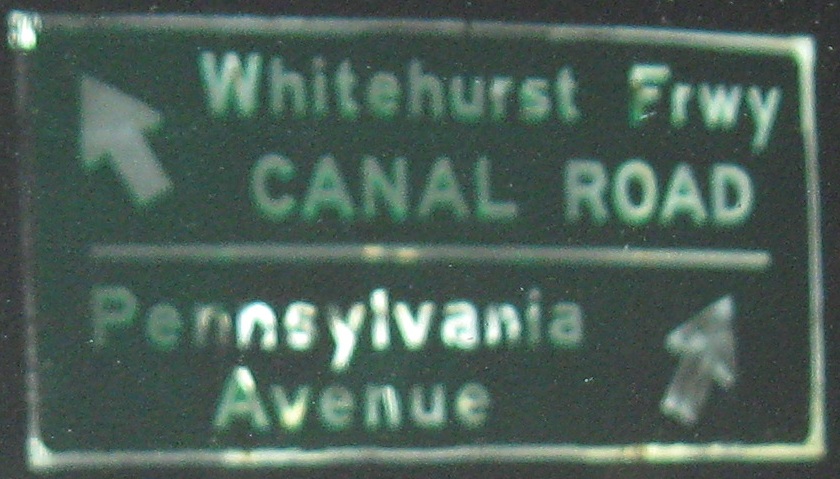 Whitehurst Frwy
CANAL ROAD
Pennsylvania
Avenue